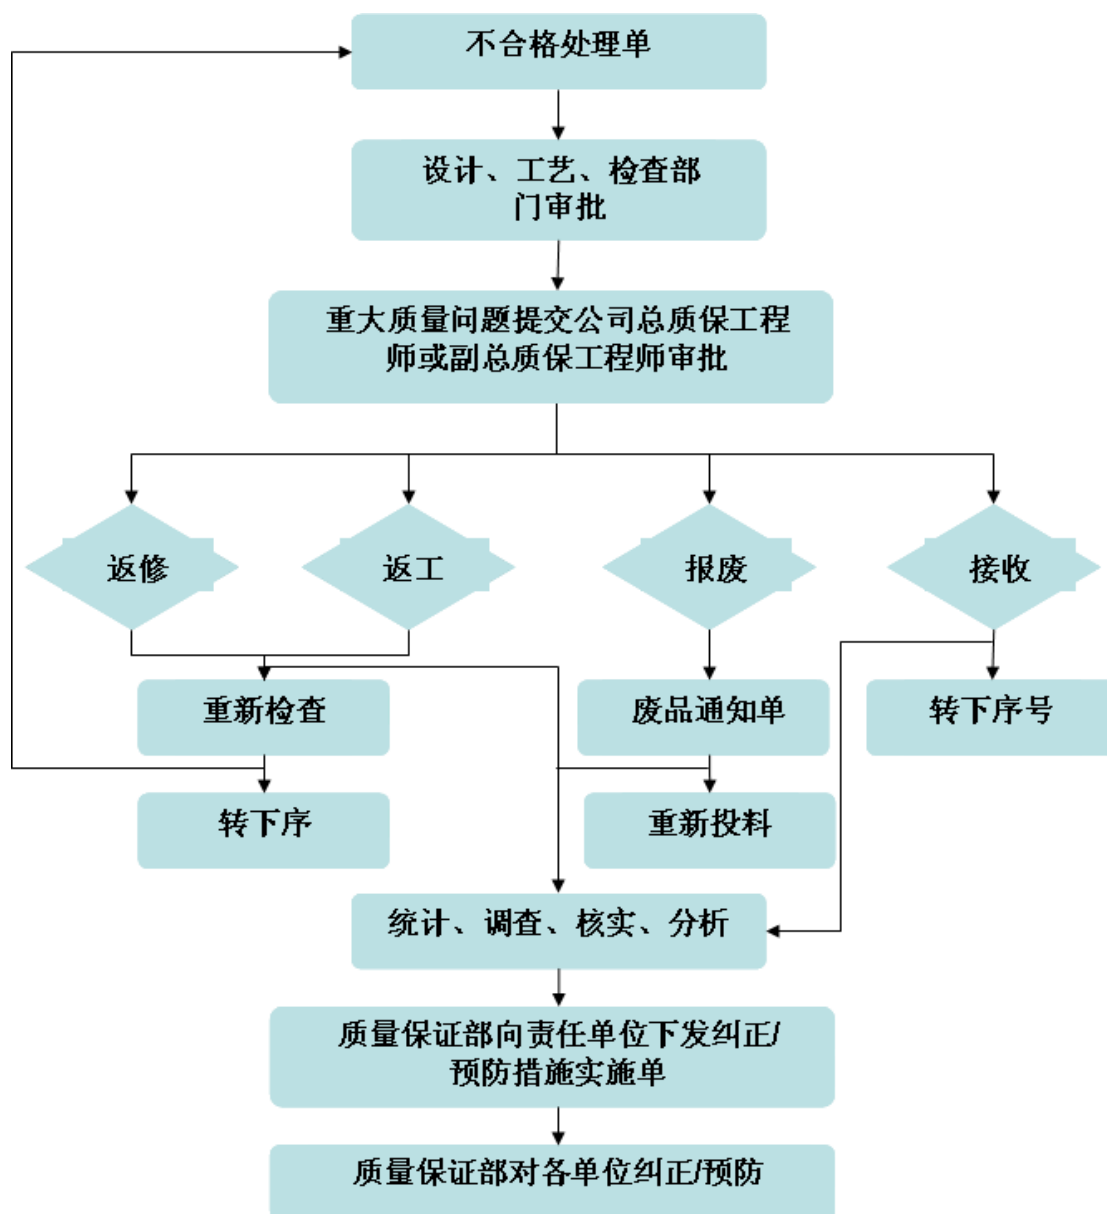 不合格处理单
设计、工艺、检查部
门审批
重大质量问题提交公司总质保工程
师或副总质保工程师审批
返修
返工
报废
接收
重新检查
废品通知单
转下序号
转下序
重新投料
统计、调查、核实、分析
质量保证部向责任单位下发纠正/
预防措施实施单
质量保证部对各单位纠正/预防